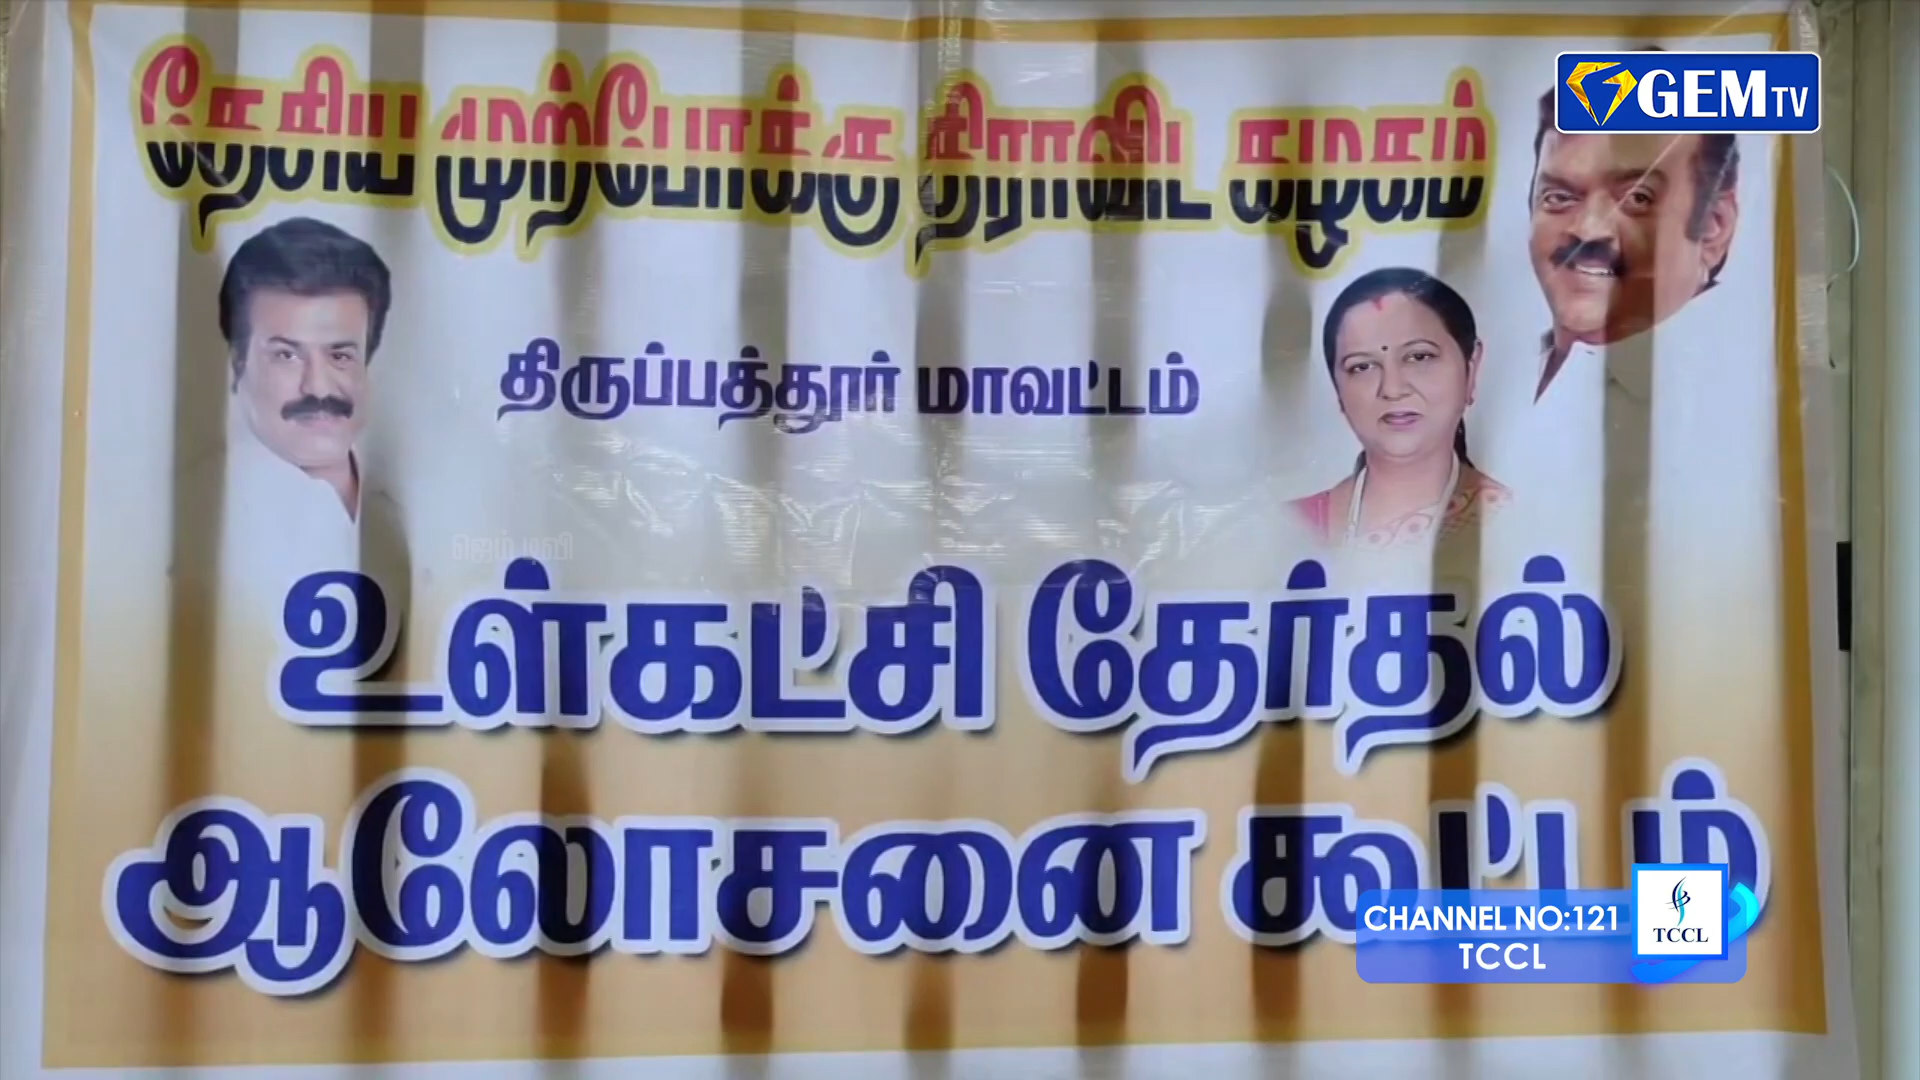 GEM TV
தேசிய முற்போக்கு திராவிட கழகம்
திருப்பத்தூர் மாவட்டம்
ஜெம் டிவி
உள்கட்சி தேர்தல்
ஆலோசனை கூட்டம்
CHANNEL NO:121
TCCL
TCCL